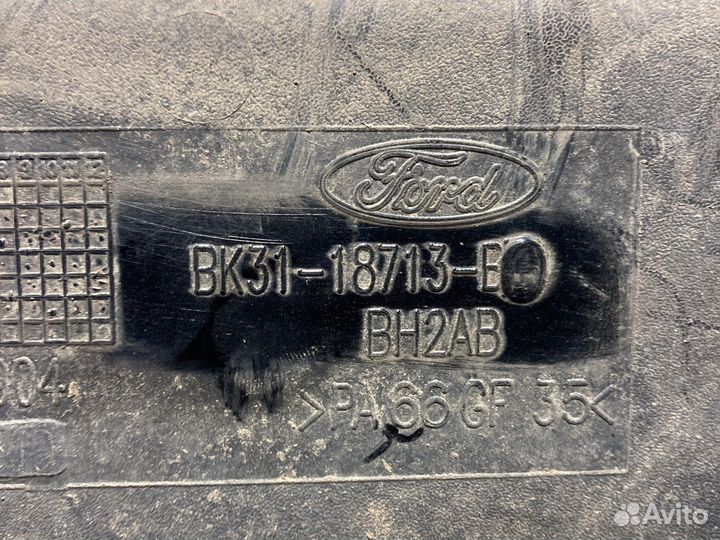 Ford
BK31-18713-B
BH2AB
>PA 66 GF 35<
Avito